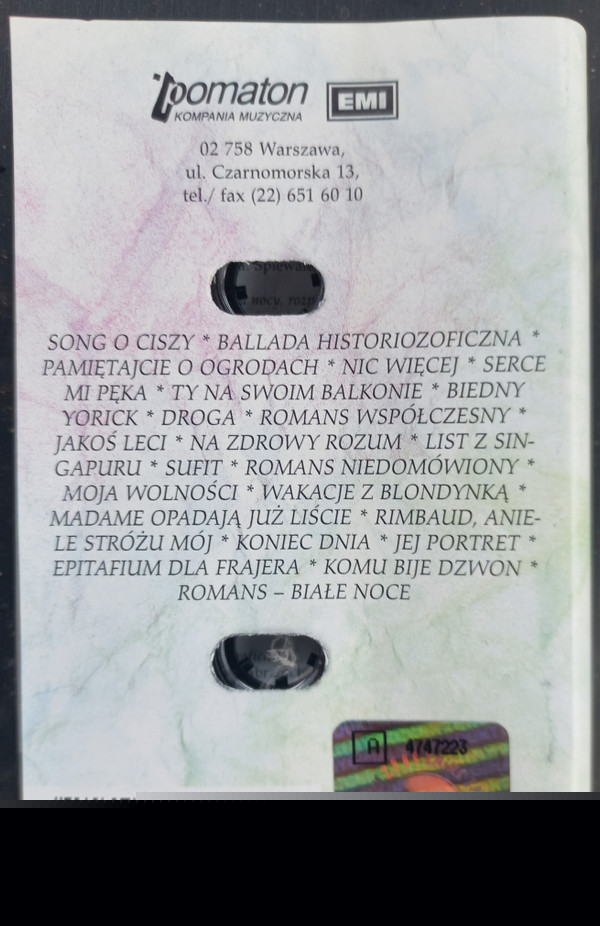 pomaton EMI
KOMPANIA MUZYCZNA
02 758 Warszawa,
ul. Czarnomorska 13,
tel./ fax (22) 651 60 10
SONG O CISZY * BALLADA HISTORIOZOFICZNA *
PAMIĘTAJCIE O OGRODACH * NIC WIĘCEJ * SERCE
MI PĘKA * TY NA SWOIM BALKONIE * BIEDNY
YORICK * DROGA * ROMANS WSPÓŁCZESNY *
JAKOŚ LECI * NA ZDROWY ROZUM * LIST Z SIN-
GAPURU * SUFIT * ROMANS NIEDOMÓWIONY *
MOJA WOLNOŚCI * WAKACJE Z BLONDYNKĄ *
MADAME OPADAJĄ JUŻ LIŚCIE * RIMBAUD, ANIE-
LE STRÓŻU MÓJ * KONIEC DNIA * JEJ PORTRET *
EPITAFIUM DLA FRAJERA * KOMU BIJE DZWON *
ROMANS – BIAŁE NOCE
A 4747223